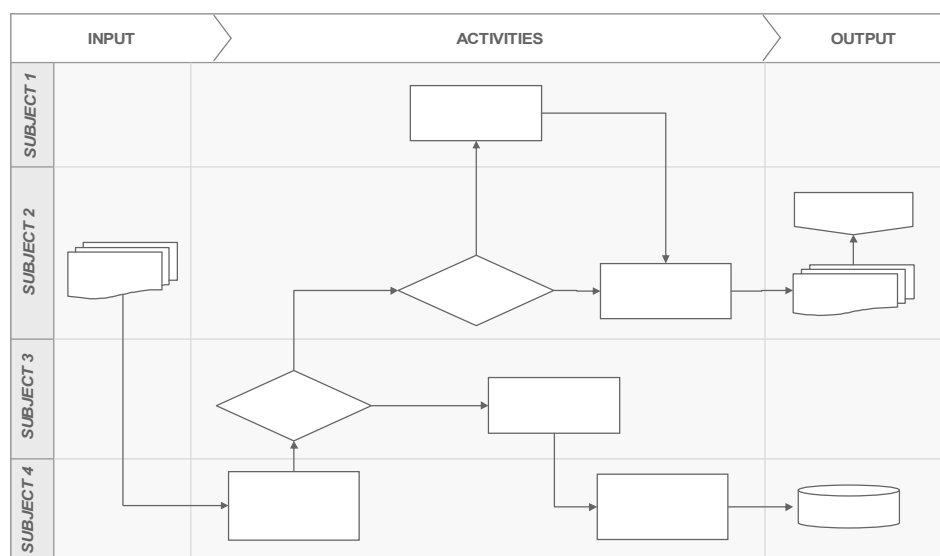 INPUT
ACTIVITIES
OUTPUT
SUBJECT 1
SUBJECT 2
SUBJECT 3
SUBJECT 4